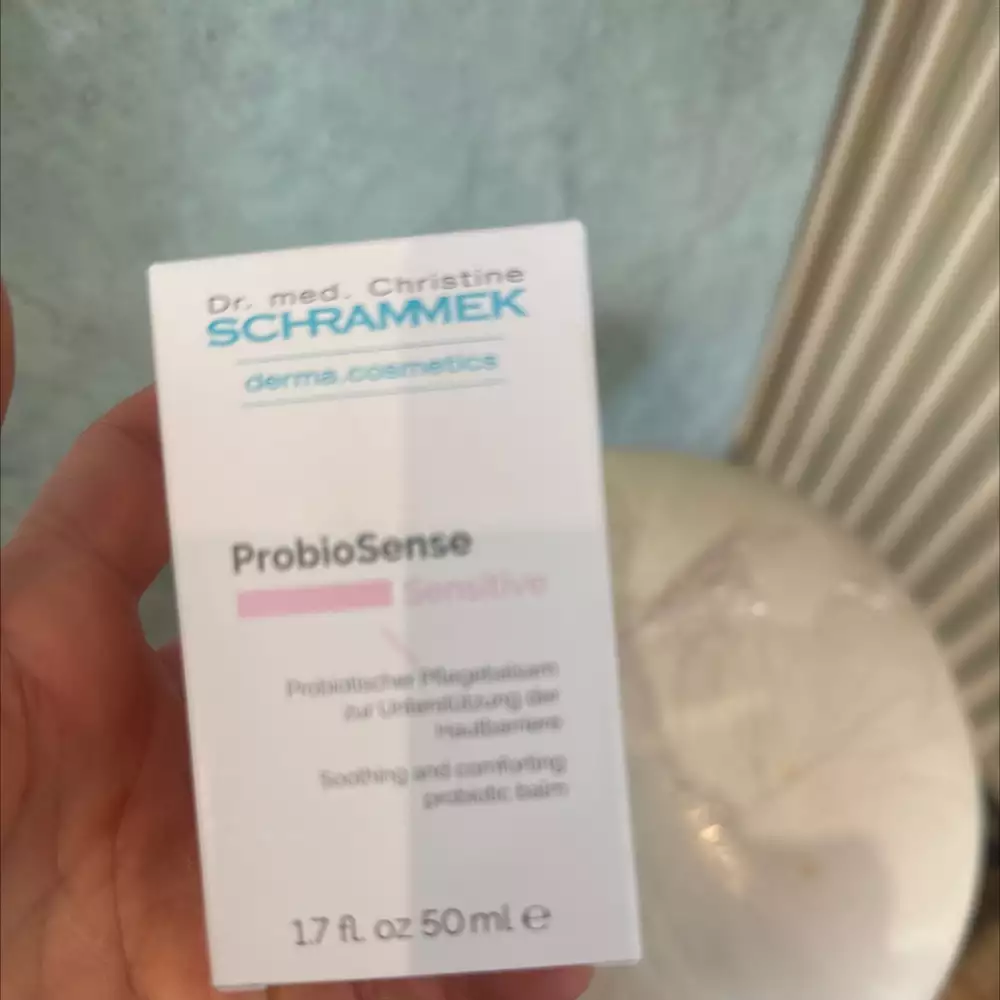 Dr. med. Christine
SCHRAMMEK
derma.cosmetics
ProbioSense
Sensitive
Probiotischer Pflegebalsam
zur Unterstützung der
Hautbarriere
Soothing and comforting
probiotic balm
1.7 fl. oz 50 ml ℮